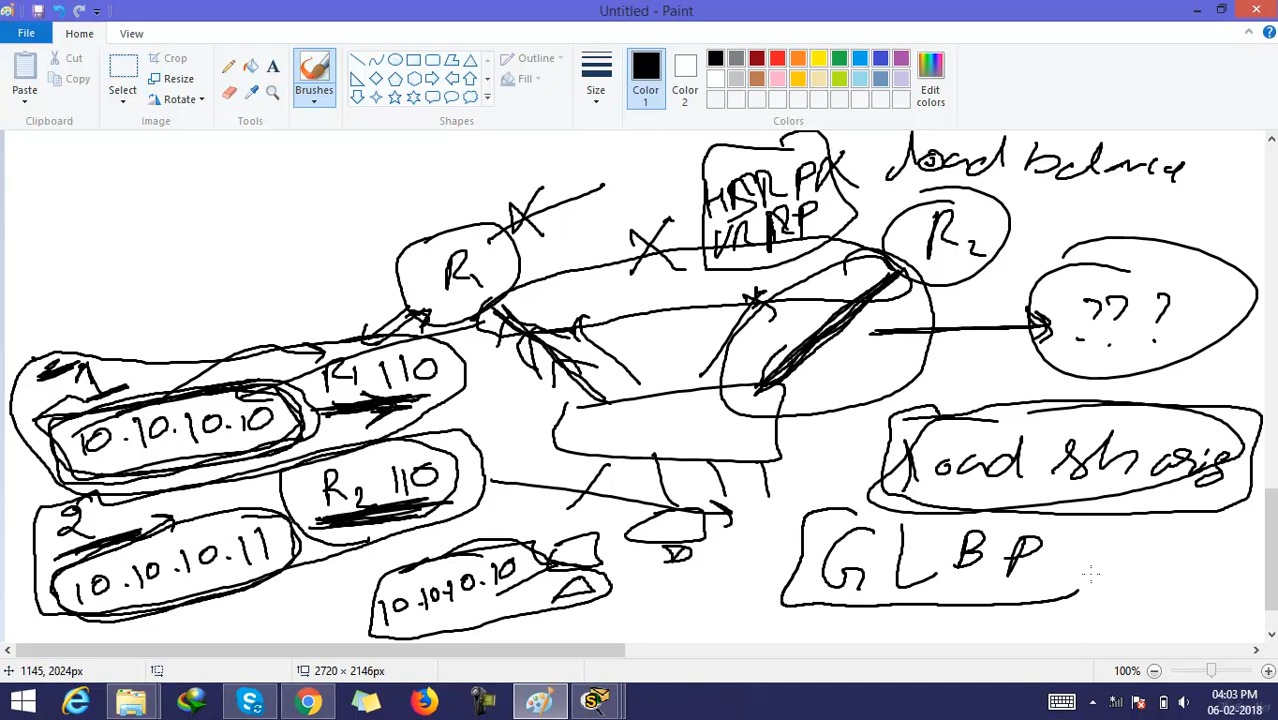 Untitled - Paint
File
Home
View
Paste
Cut
Copy
Clipboard
Select
Crop
Resize
Rotate
Image
Tools
Brushes
Shapes
Outline
Fill
Size
Color 1
Color 2
Edit colors
Colors
load balance
HSRP
VRRP
R1
R2
??? 
1
R1 110
10.10.10.10
2
R2 110
10.10.10.11
10.10.10.10
D
Load sharing
GLBP
1145, 2024px
2720 × 2146px
100%
04:03 PM
06-02-2018